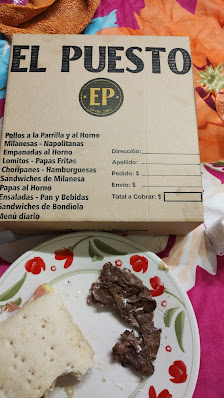 EL PUESTO
EP
Pollos a la Parrilla y al Horno
Milanesas - Napolitanas
Empanadas al Horno
Lomitos - Papas Fritas
Choripanes - Hamburguesas
Sandwiches de Milanesa
Papas al Horno
Ensaladas - Pan y Bebidas
Sandwiches de Bondiola
Menú diario
Dirección:
Apellido:
Pedido: $
Envío: $
Total a Cobrar: $